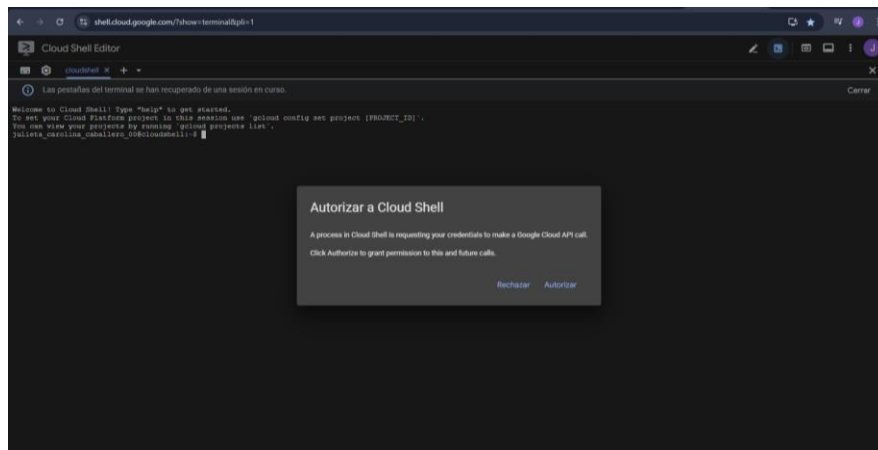 shell.cloud.google.com/?show=terminal&pli=1
Cloud Shell Editor
cloudshell × + 
Las pestañas del terminal se han recuperado de una sesión en curso.
Cerrar
Welcome to Cloud Shell! Type "help" to get started.
To set your Cloud Platform project in this session use 'gcloud config set project [PROJECT_ID]'.
You can view your projects by running 'gcloud projects list'.
julieta_carolina_caballero_00@cloudshell:~$
Autorizar a Cloud Shell
A process in Cloud Shell is requesting your credentials to make a Google Cloud API call.
Click Authorize to grant permission to this and future calls.
Rechazar Autorizar